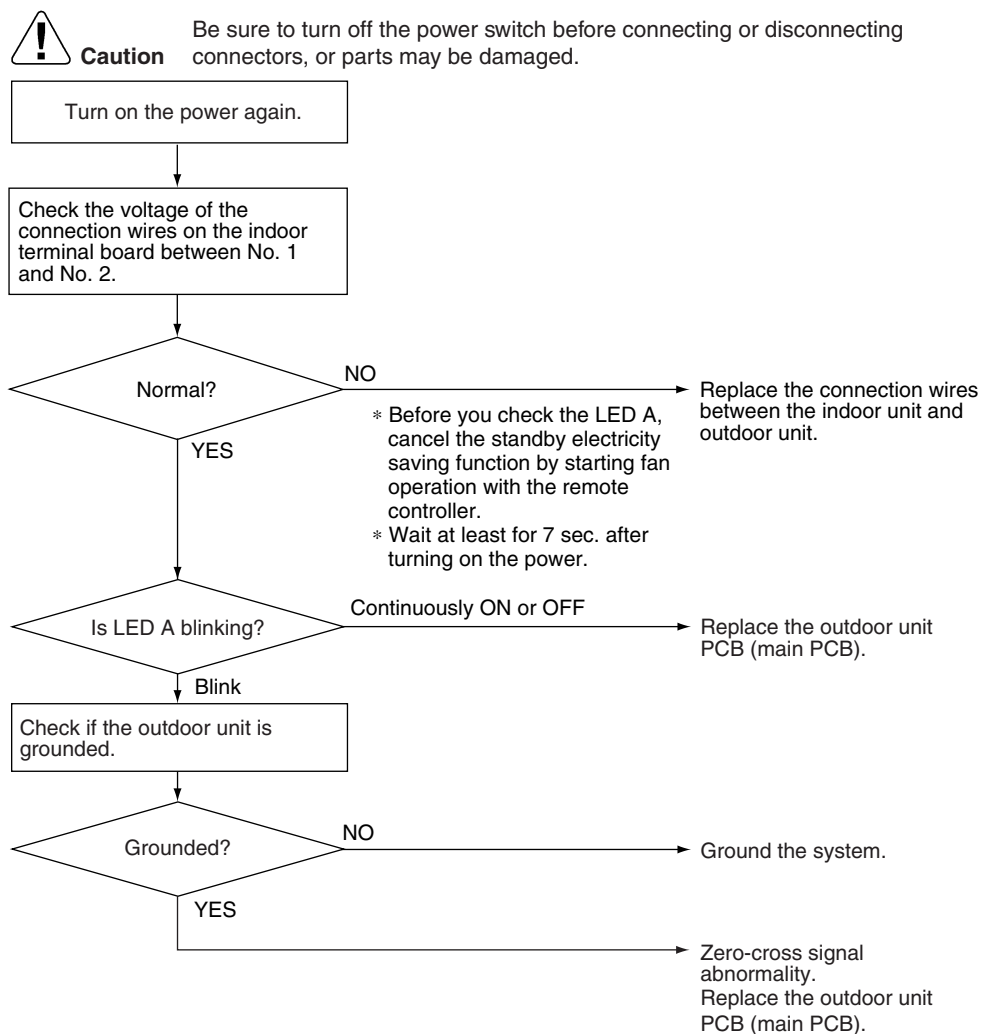 Be sure to turn off the power switch before connecting or disconnecting
Caution connectors, or parts may be damaged.
Turn on the power again.
Check the voltage of the
connection wires on the indoor
terminal board between No. 1
and No. 2.
Normal?
NO
Replace the connection wires
between the indoor unit and
outdoor unit.
YES
* Before you check the LED A,
cancel the standby electricity
saving function by starting fan
operation with the remote
controller.
* Wait at least for 7 sec. after
turning on the power.
Is LED A blinking?
Continuously ON or OFF
Replace the outdoor unit
PCB (main PCB).
Blink
Check if the outdoor unit is
grounded.
Grounded?
NO
Ground the system.
YES
Zero-cross signal
abnormality.
Replace the outdoor unit
PCB (main PCB).